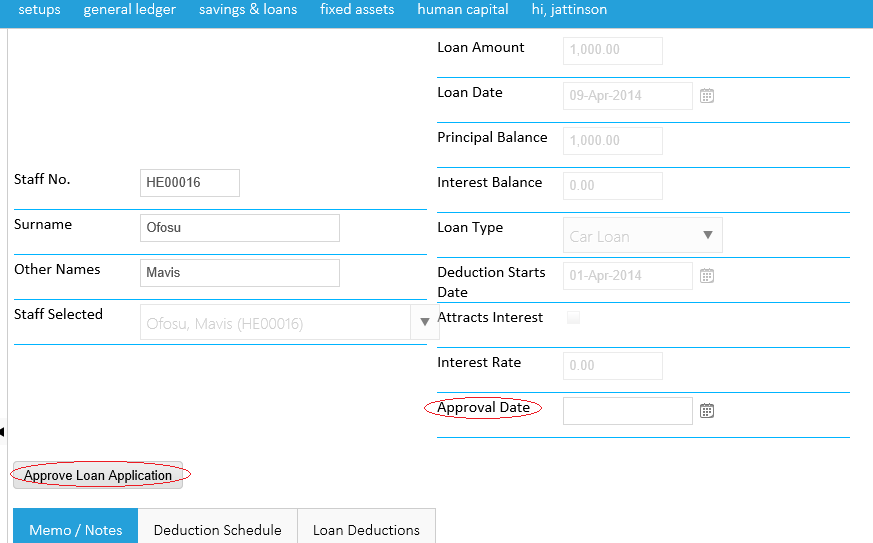 setups general ledger savings & loans fixed assets human capital hi, jattinson
Loan Amount 1,000.00
Loan Date 09-Apr-2014
Principal Balance 1,000.00
Staff No. HE00016
Interest Balance 0.00
Surname Ofosu
Loan Type Car Loan
Other Names Mavis
Deduction Starts Date 01-Apr-2014
Staff Selected Ofosu, Mavis (HE00016)
Attracts Interest
Interest Rate 0.00
Approval Date
Approve Loan Application
Memo / Notes Deduction Schedule Loan Deductions